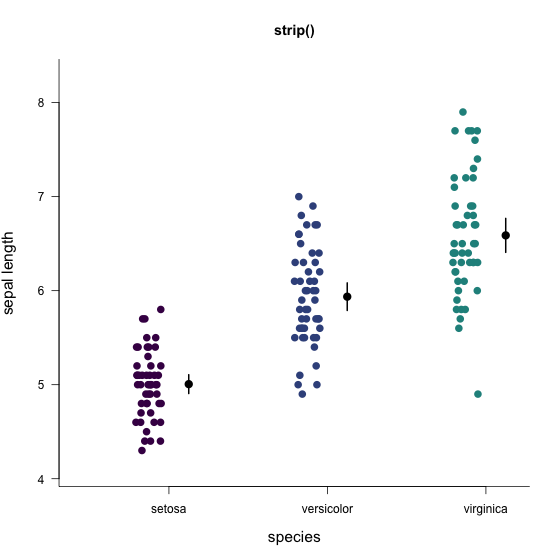 strip()
8
7
6
5
4
sepal length
setosa versicolor virginica
species